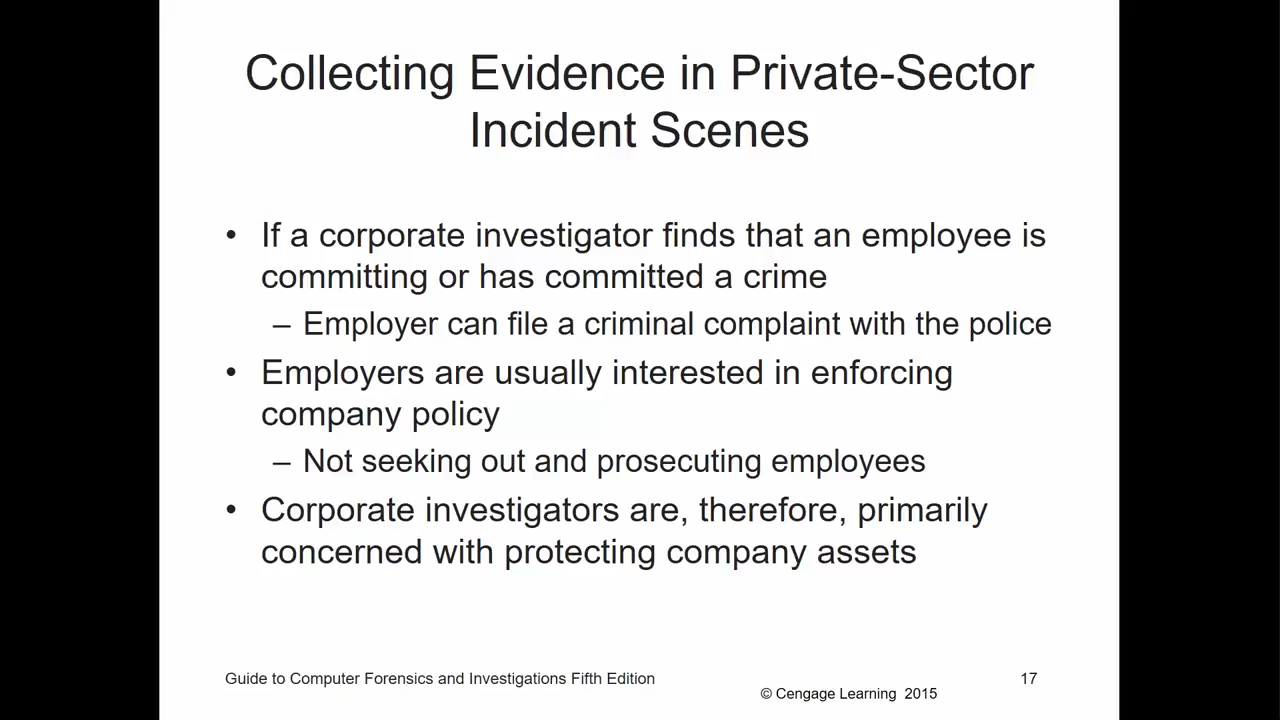 Collecting Evidence in Private-Sector
Incident Scenes
• If a corporate investigator finds that an employee is
committing or has committed a crime
– Employer can file a criminal complaint with the police
• Employers are usually interested in enforcing
company policy
– Not seeking out and prosecuting employees
• Corporate investigators are, therefore, primarily
concerned with protecting company assets
Guide to Computer Forensics and Investigations Fifth Edition
17
© Cengage Learning 2015